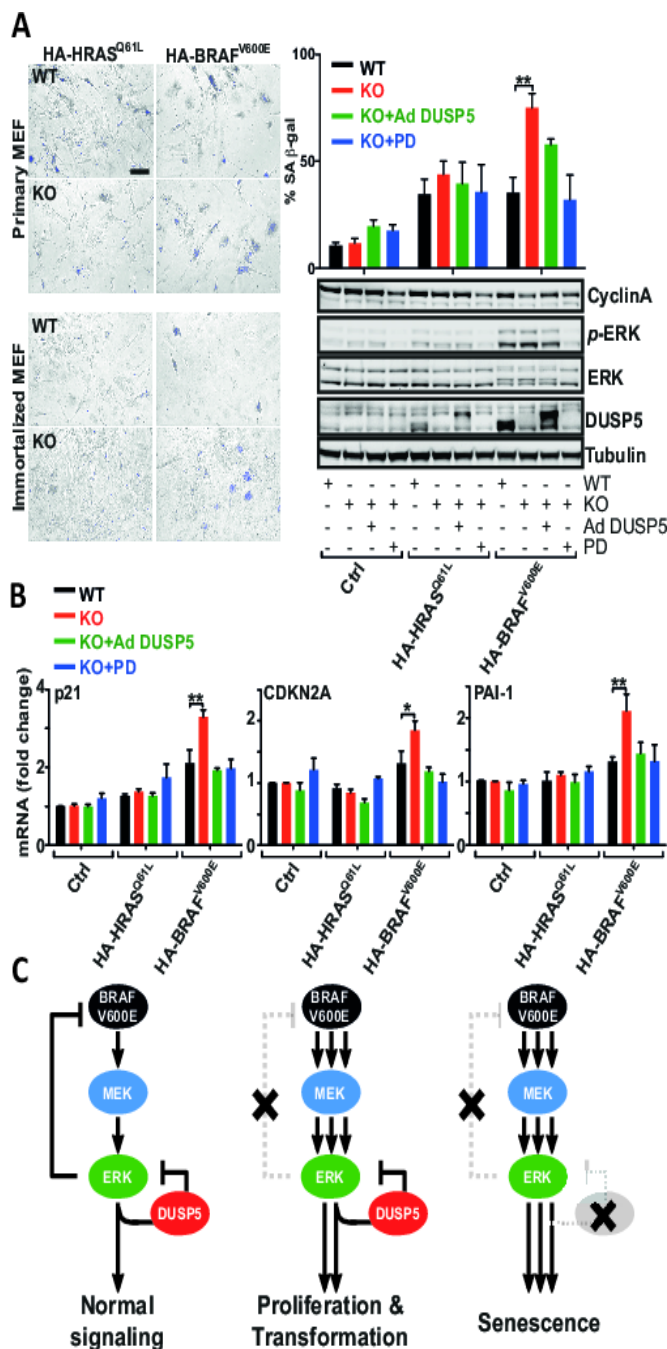 A
HA-HRAS^Q61L HA-BRAF^V600E
Primary MEF
WT
KO
Immortalized MEF
WT
KO
% SA β-gal
100
50
0
WT
KO
KO+Ad DUSP5
KO+PD
**
CyclinA
p-ERK
ERK
DUSP5
Tubulin
+ - - - + - - - + - - - WT
- + + + - + + + - + + + KO
- - + - - - + - - - + - Ad DUSP5
- - - + - - - + - - - + PD
Ctrl
HA-HRAS^Q61L
HA-BRAF^V600E
B
WT
KO
KO+Ad DUSP5
KO+PD
mRNA (fold change)
p21
4
2
0
**
Ctrl
HA-HRAS^Q61L
HA-BRAF^V600E
CDKN2A
2
1
0
*
Ctrl
HA-HRAS^Q61L
HA-BRAF^V600E
PAI-1
2
1
0
**
Ctrl
HA-HRAS^Q61L
HA-BRAF^V600E
C
BRAF
V600E
MEK
ERK
DUSP5
Normal
signaling
BRAF
V600E
MEK
ERK
DUSP5
Proliferation &
Transformation
BRAF
V600E
MEK
ERK
Senescence